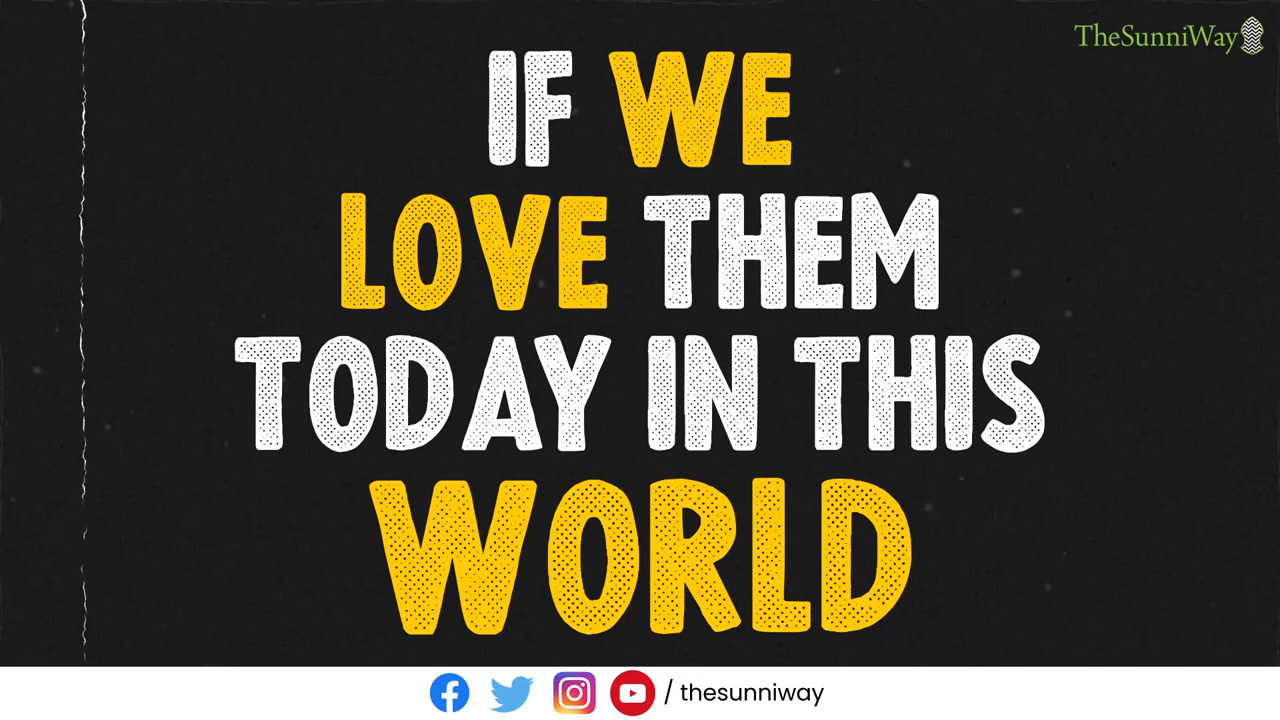 TheSunniWay
IF WE
LOVE THEM
TODAY IN THIS
WORLD
/ thesunniway